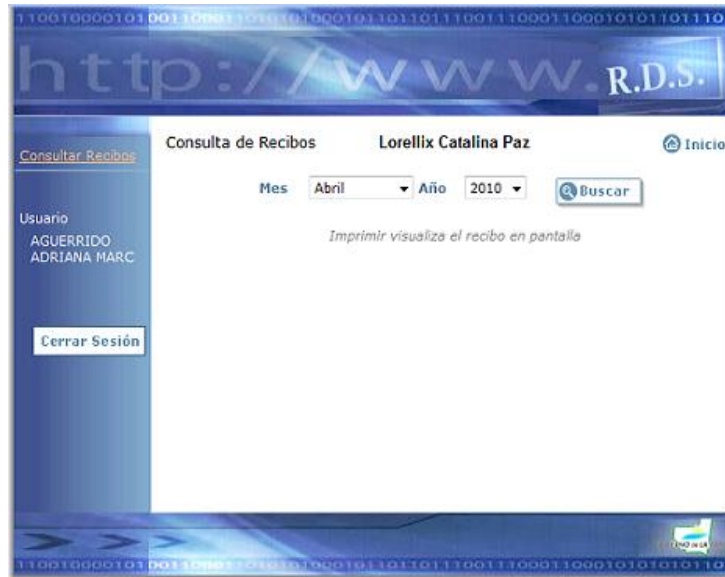 http://www.
R.D.S.
Consultar Recibos
Consulta de Recibos Lorellix Catalina Paz Inicio
Mes Abril Año 2010 Buscar
Imprimir visualiza el recibo en pantalla
Usuario
AGUERRIDO
ADRIANA MARC
Cerrar Sesión